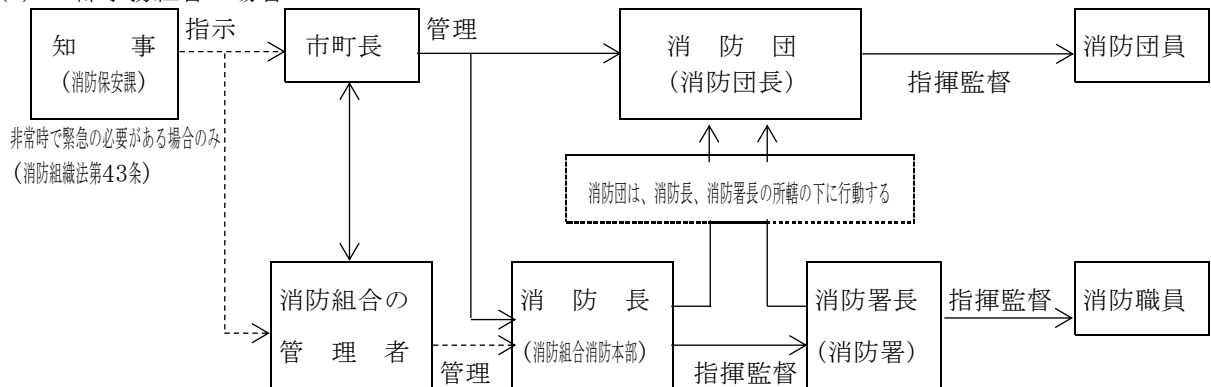 指示
管理
知　事
(消防保安課)
市町長
消　防　団
(消防団長)
消防団員
指揮監督
非常時で緊急の必要がある場合のみ
(消防組織法第43条)
消防団は、消防長、消防署長の所轄の下に行動する
消防組合の
管　理　者
消　防　長
(消防組合消防本部)
消防署長
(消防署)
指揮監督
消防職員
管理
指揮監督